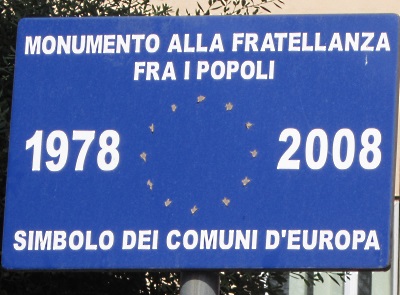 MONUMENTO ALLA FRATELLANZA
FRA I POPOLI
1978 2008
SIMBOLO DEI COMUNI D'EUROPA